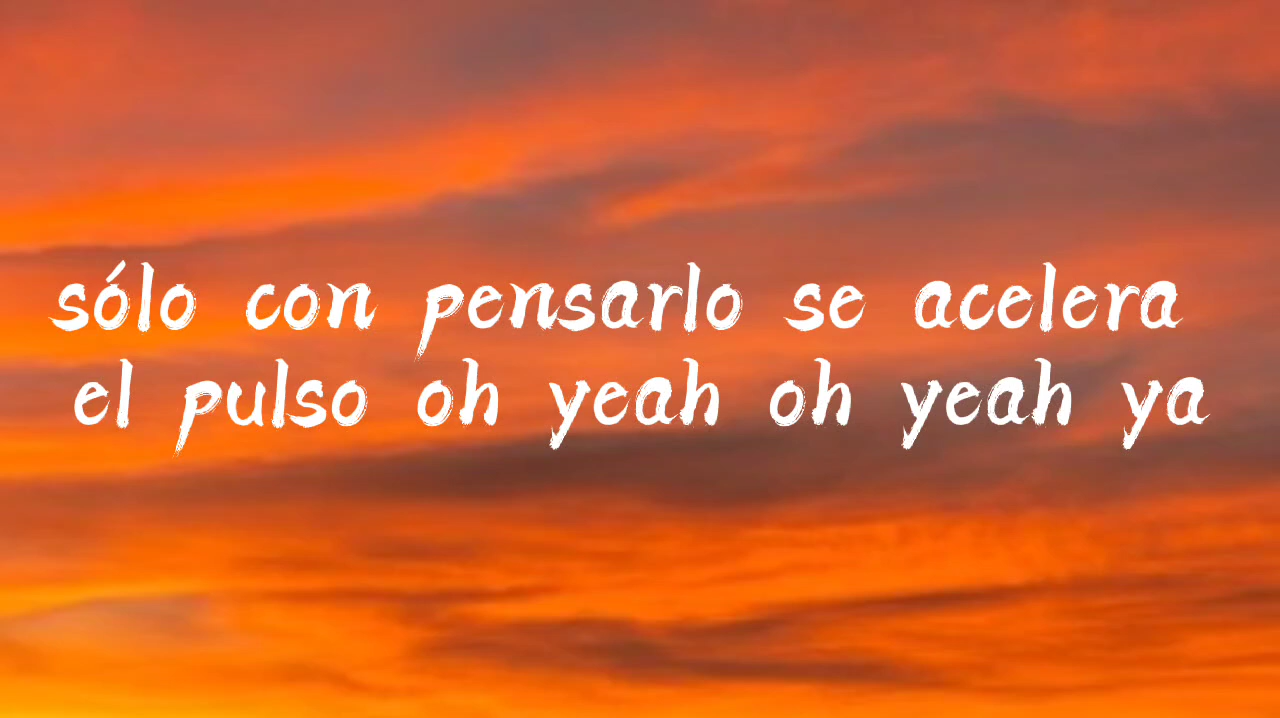 sólo con pensarlo se acelera
el pulso oh yeah oh yeah ya